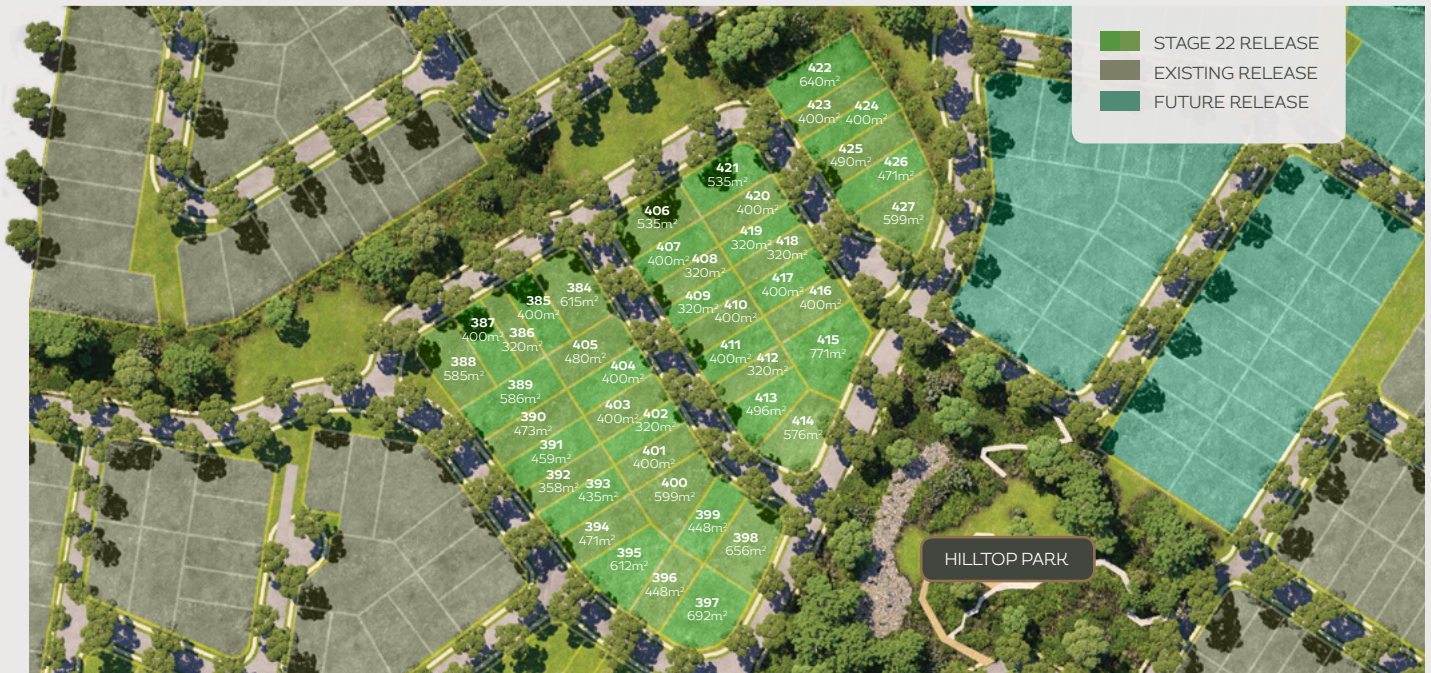 STAGE 22 RELEASE
EXISTING RELEASE
FUTURE RELEASE
422
640m²
423
400m²
424
400m²
425
490m²
426
471m²
427
599m²
421
535m²
420
400m²
406
535m²
419
320m²
418
320m²
407
400m²
408
320m²
417
400m²
416
400m²
409
320m²
410
400m²
415
771m²
411
400m²
412
320m²
413
496m²
414
576m²
384
615m²
385
400m²
387
400m²
386
320m²
405
480m²
388
585m²
404
400m²
389
586m²
403
400m²
402
320m²
390
473m²
391
459m²
401
400m²
392
358m²
393
435m²
400
599m²
399
448m²
394
471m²
398
656m²
395
612m²
396
448m²
397
692m²
HILLTOP PARK